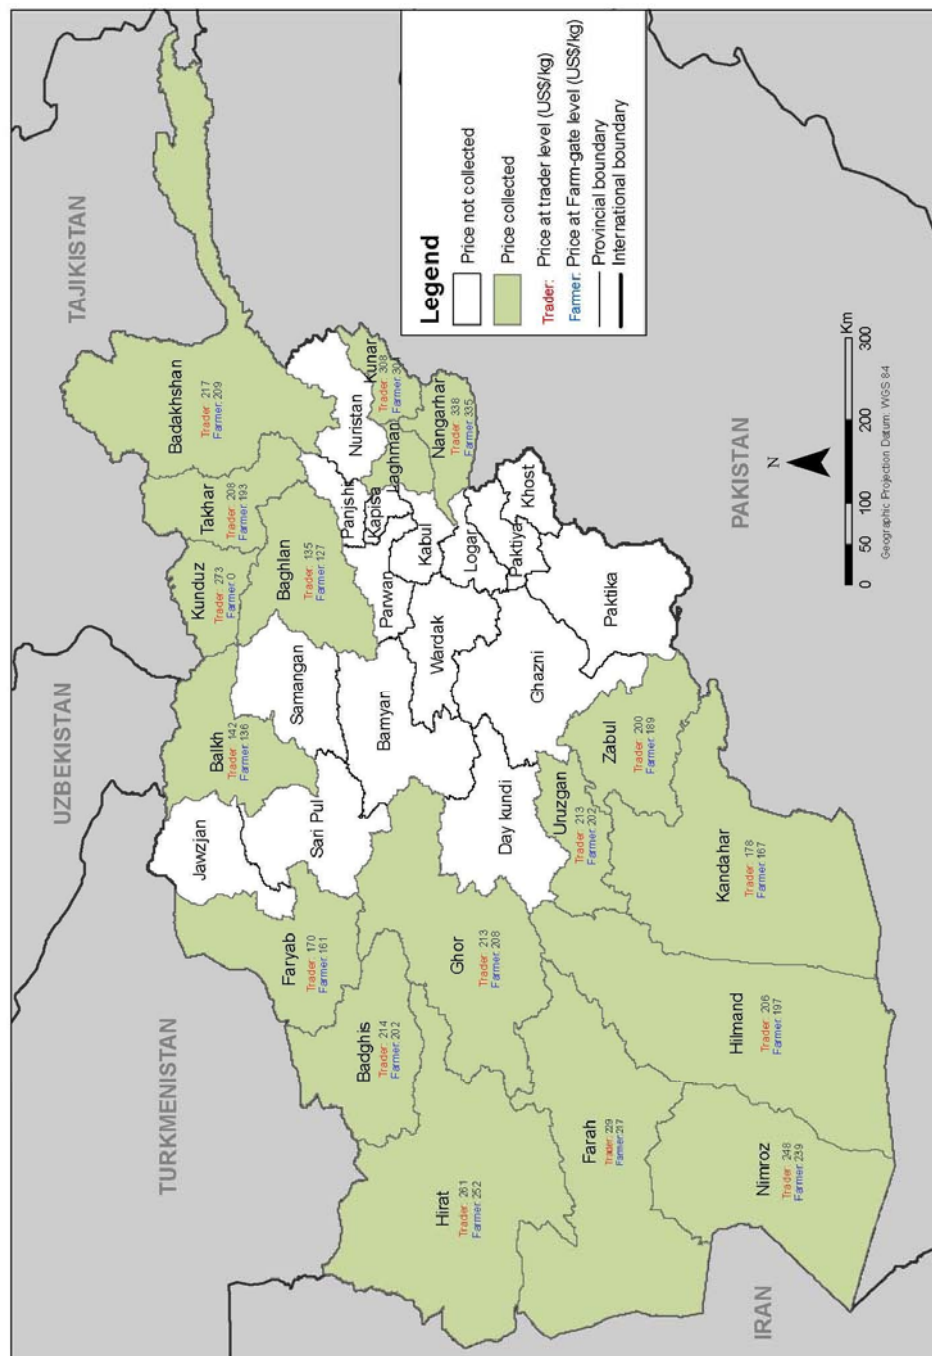 TAJIKISTAN
UZBEKISTAN
TURKMENISTAN
IRAN
PAKISTAN
Badakhshan
Trader: 217
Farmer: 209
Takhar
Trader: 208
Farmer: 193
Kunduz
Trader: 273
Farmer: 0
Baghlan
Trader: 135
Farmer: 127
Balkh
Trader: 142
Farmer: 136
Samangan
Jawzjan
Sari Pul
Faryab
Trader: 170
Farmer: 161
Badghis
Trader: 214
Farmer: 202
Hirat
Trader: 261
Farmer: 252
Ghor
Trader: 213
Farmer: 208
Farah
Trader: 229
Farmer: 217
Nimroz
Trader: 248
Farmer: 239
Hilmand
Trader: 206
Farmer: 197
Kandahar
Trader: 178
Farmer: 167
Uruzgan
Trader: 213
Farmer: 202
Zabul
Trader: 200
Farmer: 189
Day kundi
Bamyan
Ghazni
Wardak
Parwan
Panjshir
Kapisa
Kabul
Logar
Paktiya
Khost
Paktika
Nuristan
Laghman
Kunar
Trader: 308
Farmer:
Nangarhar
Trader: 338
Farmer: 335
Legend
Price not collected
Price collected
Trader: Price at trader level (US$/kg)
Farmer: Price at Farm-gate level (US$/kg)
Provincial boundary
International boundary
N
0 50 100 200 300
Km
Geographic Projection Datum: WGS 84